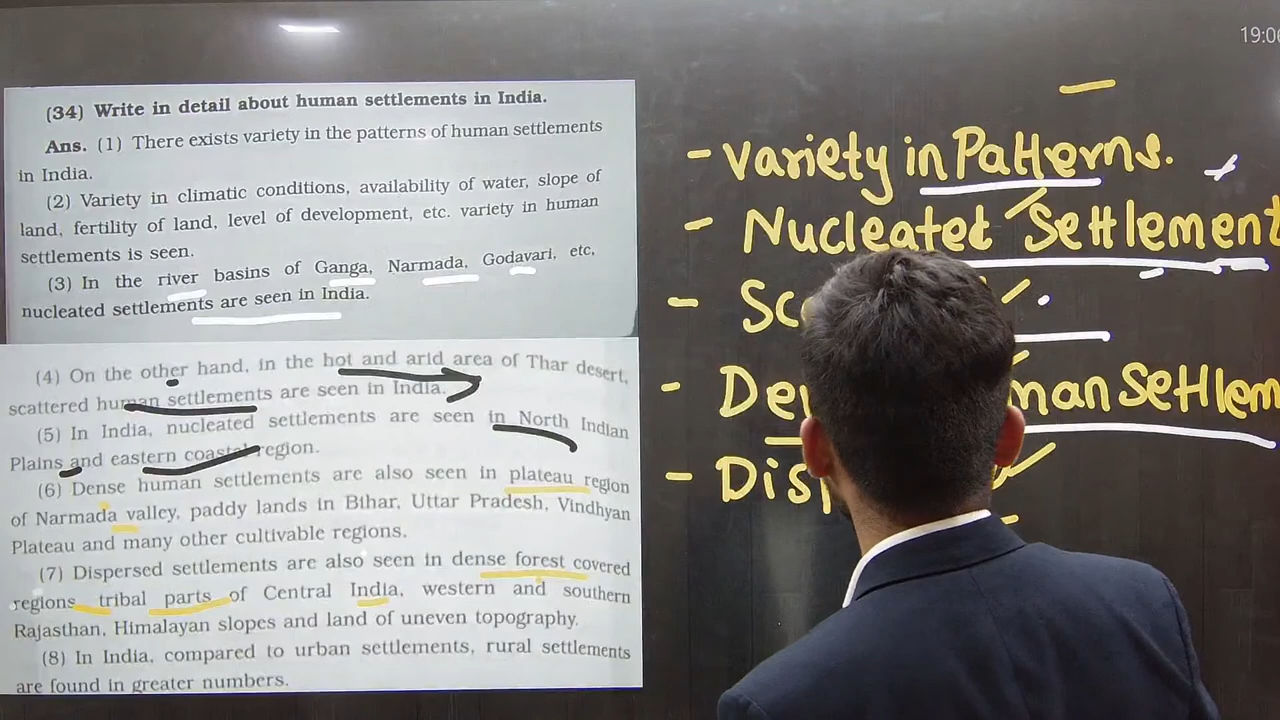 19:06
(34) Write in detail about human settlements in India.
Ans. (1) There exists variety in the patterns of human settlements
in India.
(2) Variety in climatic conditions, availability of water, slope of
land, fertility of land, level of development, etc. variety in human
settlements is seen.
(3) In the river basins of Ganga, Narmada, Godavari, etc,
nucleated settlements are seen in India.
(4) On the other hand, in the hot and arid area of Thar desert,
scattered human settlements are seen in India.
(5) In India, nucleated settlements are seen in North Indian
Plains and eastern coastal region.
(6) Dense human settlements are also seen in plateau region
of Narmada valley, paddy lands in Bihar, Uttar Pradesh, Vindhyan
Plateau and many other cultivable regions.
(7) Dispersed settlements are also seen in dense forest covered
regions tribal parts of Central India, western and southern
Rajasthan, Himalayan slopes and land of uneven topography.
(8) In India, compared to urban settlements, rural settlements
are found in greater numbers.
- Variety in Patterns.
- Nucleated Settlement
-
-
-